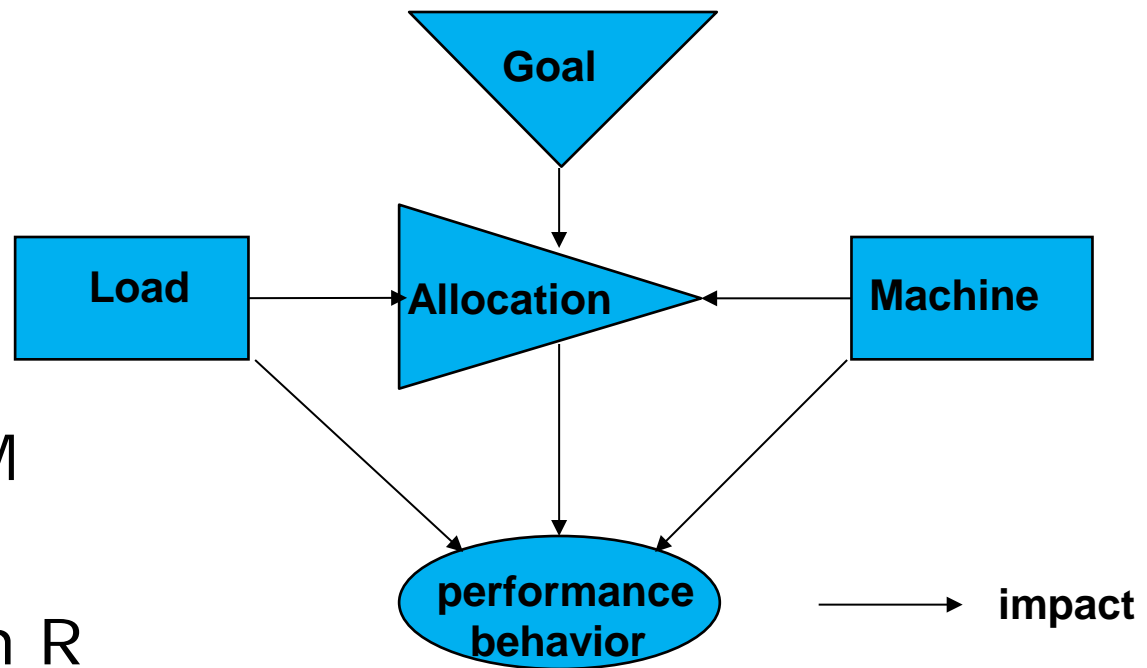 Goal
Load
Allocation
Machine
M
performance
behavior
impact
n R